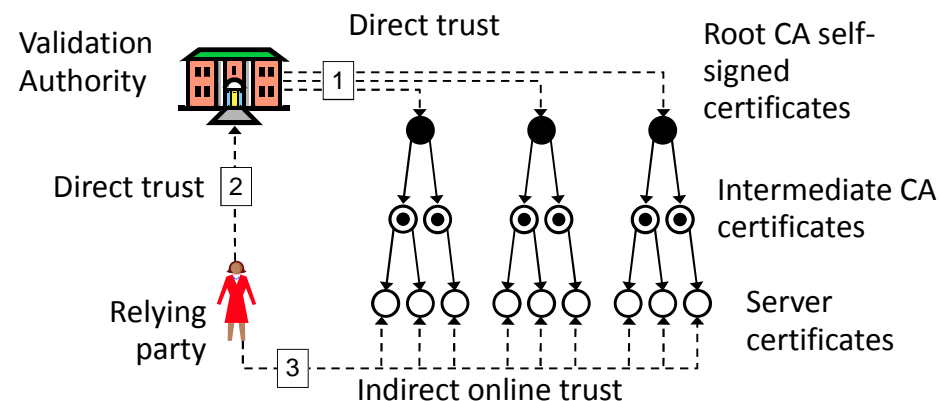 Validation
Authority
Direct trust
1
Root CA self-
signed
certificates
Direct trust
2
Intermediate CA
certificates
Relying
party
Server
certificates
3
Indirect online trust